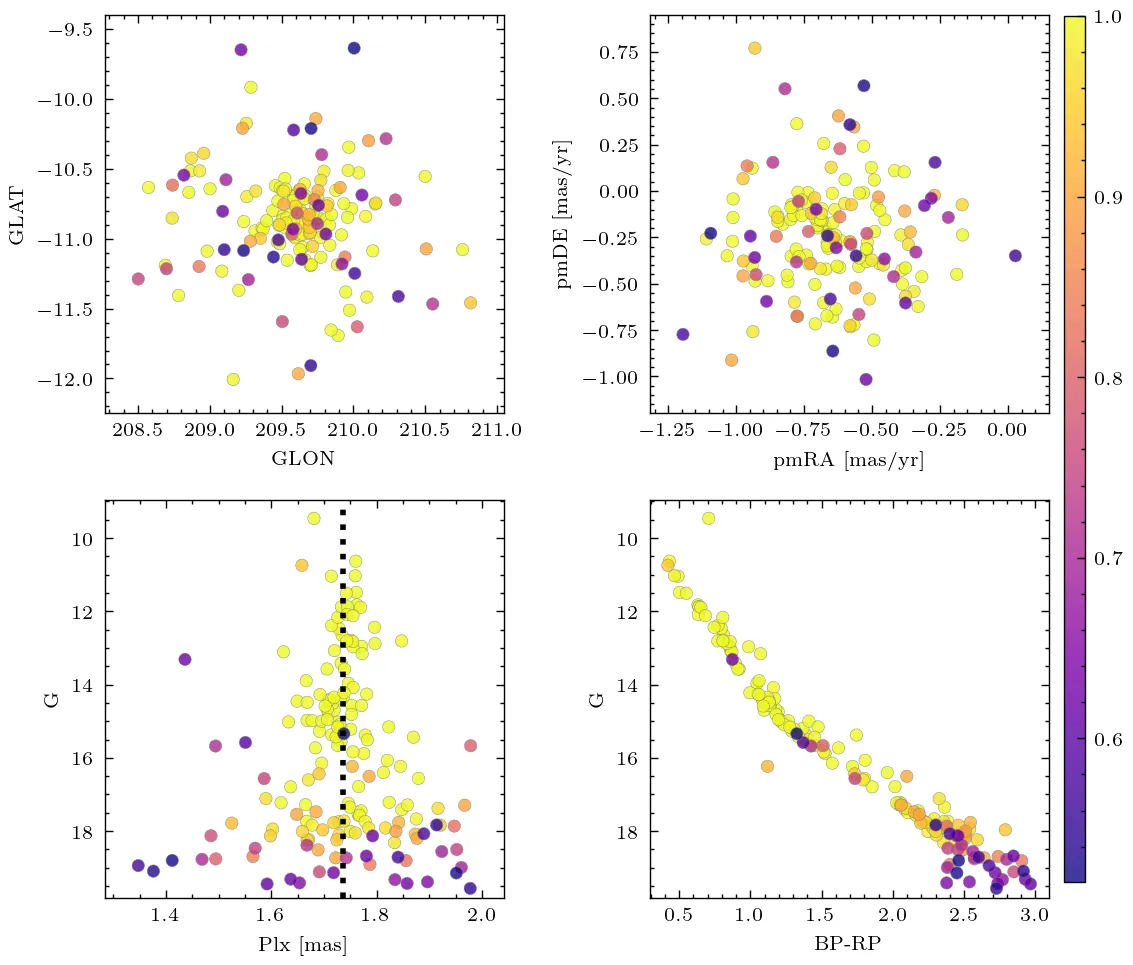 −9.5
−10.0
−10.5
−11.0
−11.5
−12.0
GLAT
208.5 209.0 209.5 210.0 210.5 211.0
GLON
0.75
0.50
0.25
0.00
−0.25
−0.50
−0.75
−1.00
pmDE [mas/yr]
−1.25 −1.00 −0.75 −0.50 −0.25 0.00
pmRA [mas/yr]
1.0
0.9
0.8
0.7
0.6
10
12
14
16
18
G
1.4 1.6 1.8 2.0
Plx [mas]
10
12
14
16
18
G
0.5 1.0 1.5 2.0 2.5 3.0
BP-RP